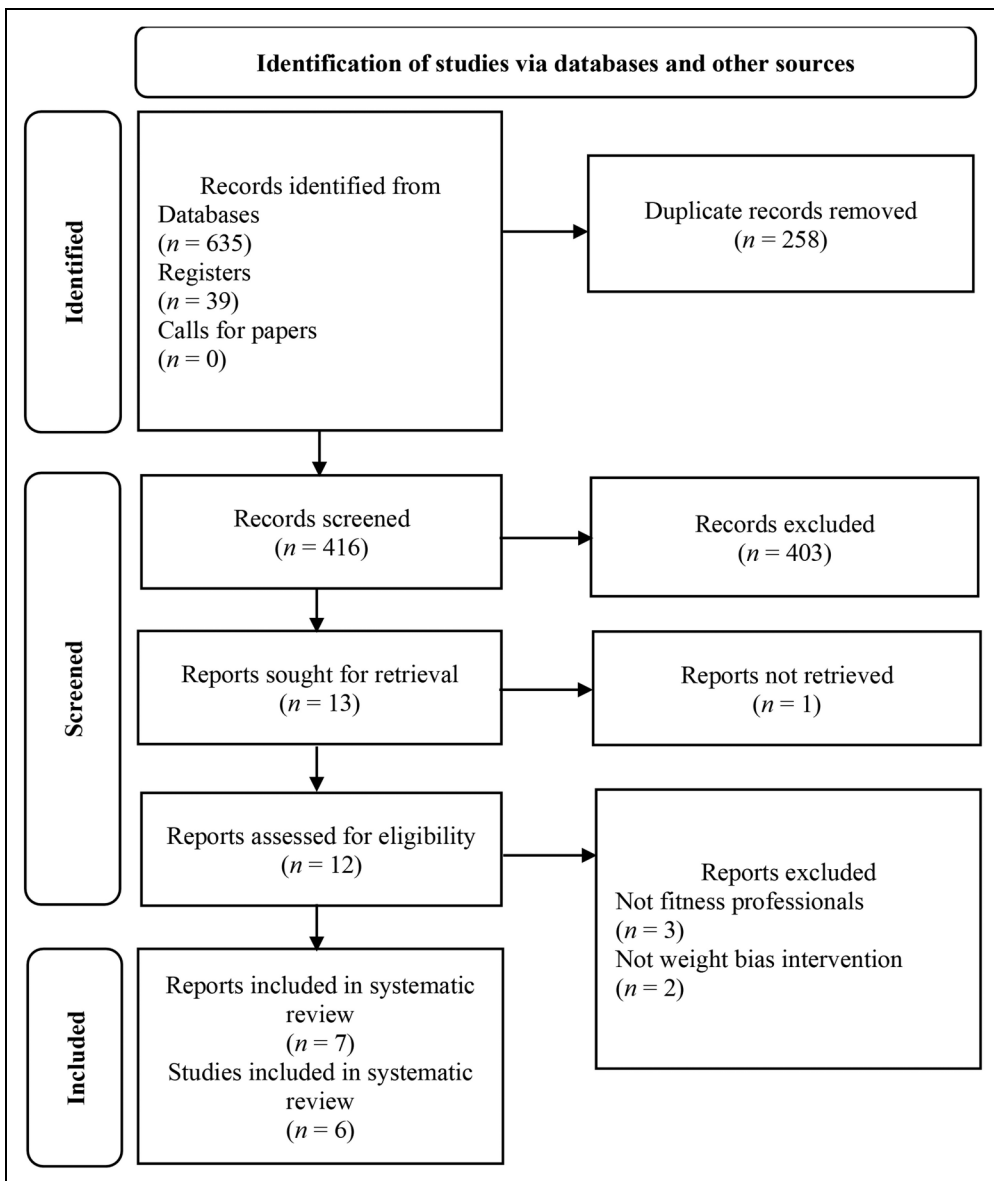 Identification of studies via databases and other sources
Identified
Records identified from
Databases
(n = 635)
Registers
(n = 39)
Calls for papers
(n = 0)
Duplicate records removed
(n = 258)
Screened
Records screened
(n = 416)
Records excluded
(n = 403)
Reports sought for retrieval
(n = 13)
Reports not retrieved
(n = 1)
Reports assessed for eligibility
(n = 12)
Reports excluded
Not fitness professionals
(n = 3)
Not weight bias intervention
(n = 2)
Included
Reports included in systematic
review
(n = 7)
Studies included in systematic
review
(n = 6)